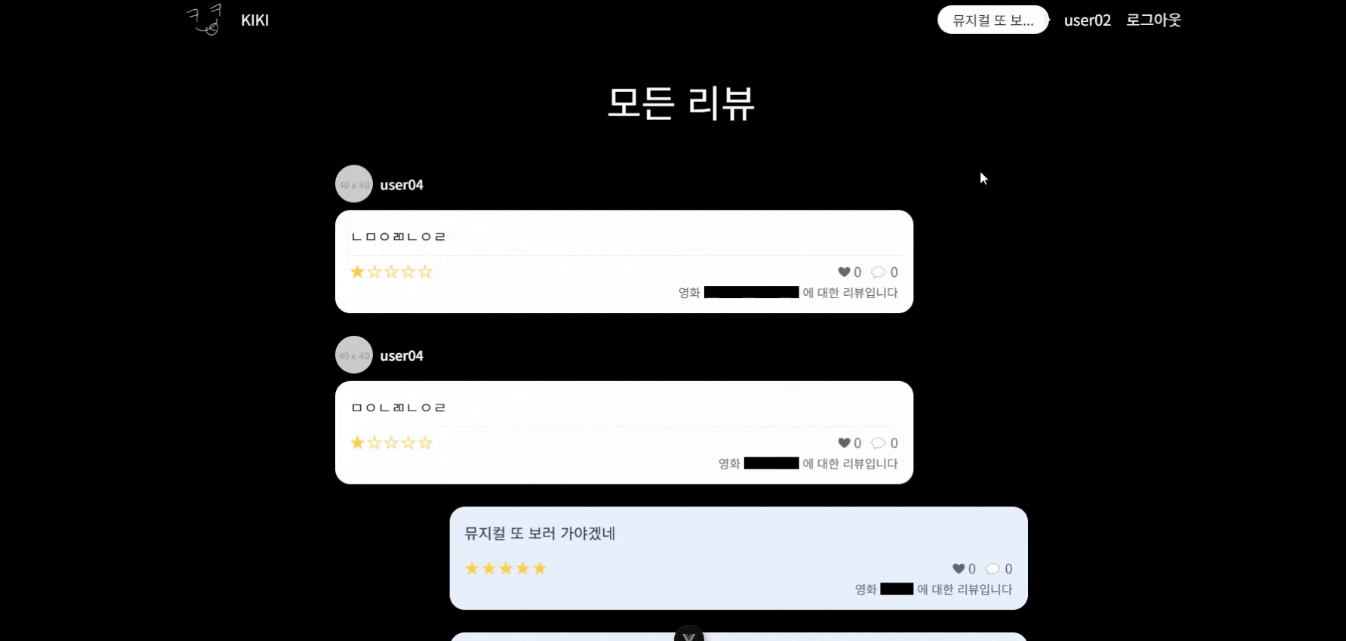 KIKI
뮤지컬 또 보...
user02
로그아웃
모든 리뷰
40 x 40
user04
ㄴㅁㅇㄻㄴㅇㄹ
★☆☆☆☆
0
0
영화
에 대한 리뷰입니다
40 x 40
user04
ㅁㅇㄴㄻㄴㅇㄹ
★☆☆☆☆
0
0
영화
에 대한 리뷰입니다
뮤지컬 또 보러 가야겠네
★★★★★
0
0
영화
에 대한 리뷰입니다